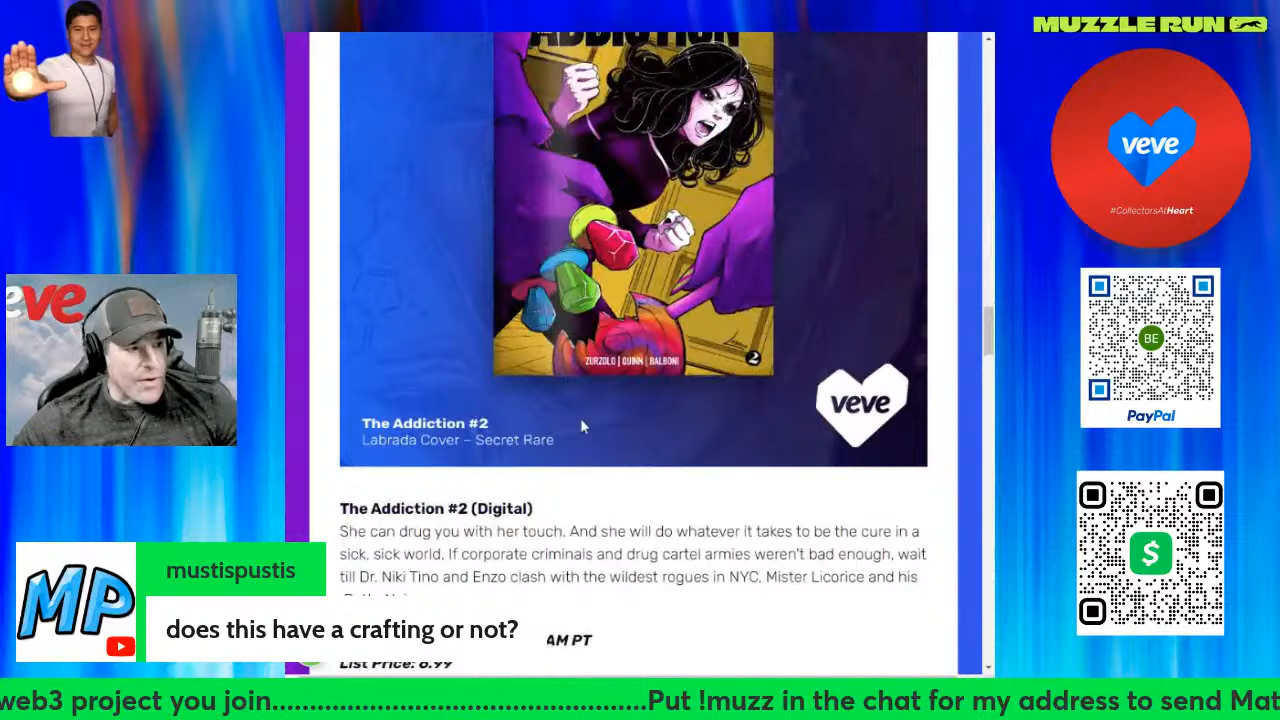 MUZZLE RUN
ADDICTION
eve
veve
#CollectorsAtHeart
BE
PayPal
ZURZOLO | QUINN | BALBONI
2
veve
The Addiction #2
Labrada Cover – Secret Rare
The Addiction #2 (Digital)
She can drug you with her touch. And she will do whatever it takes to be the cure in a
sick, sick world. If corporate criminals and drug cartel armies weren't bad enough, wait
till Dr. Niki Tino and Enzo clash with the wildest rogues in NYC, Mister Licorice and his
MP
mustispustis
does this have a crafting or not?
AM PT
List Price: 6.99
$
web3 project you join..................................................Put !muzz in the chat for my address to send Mat